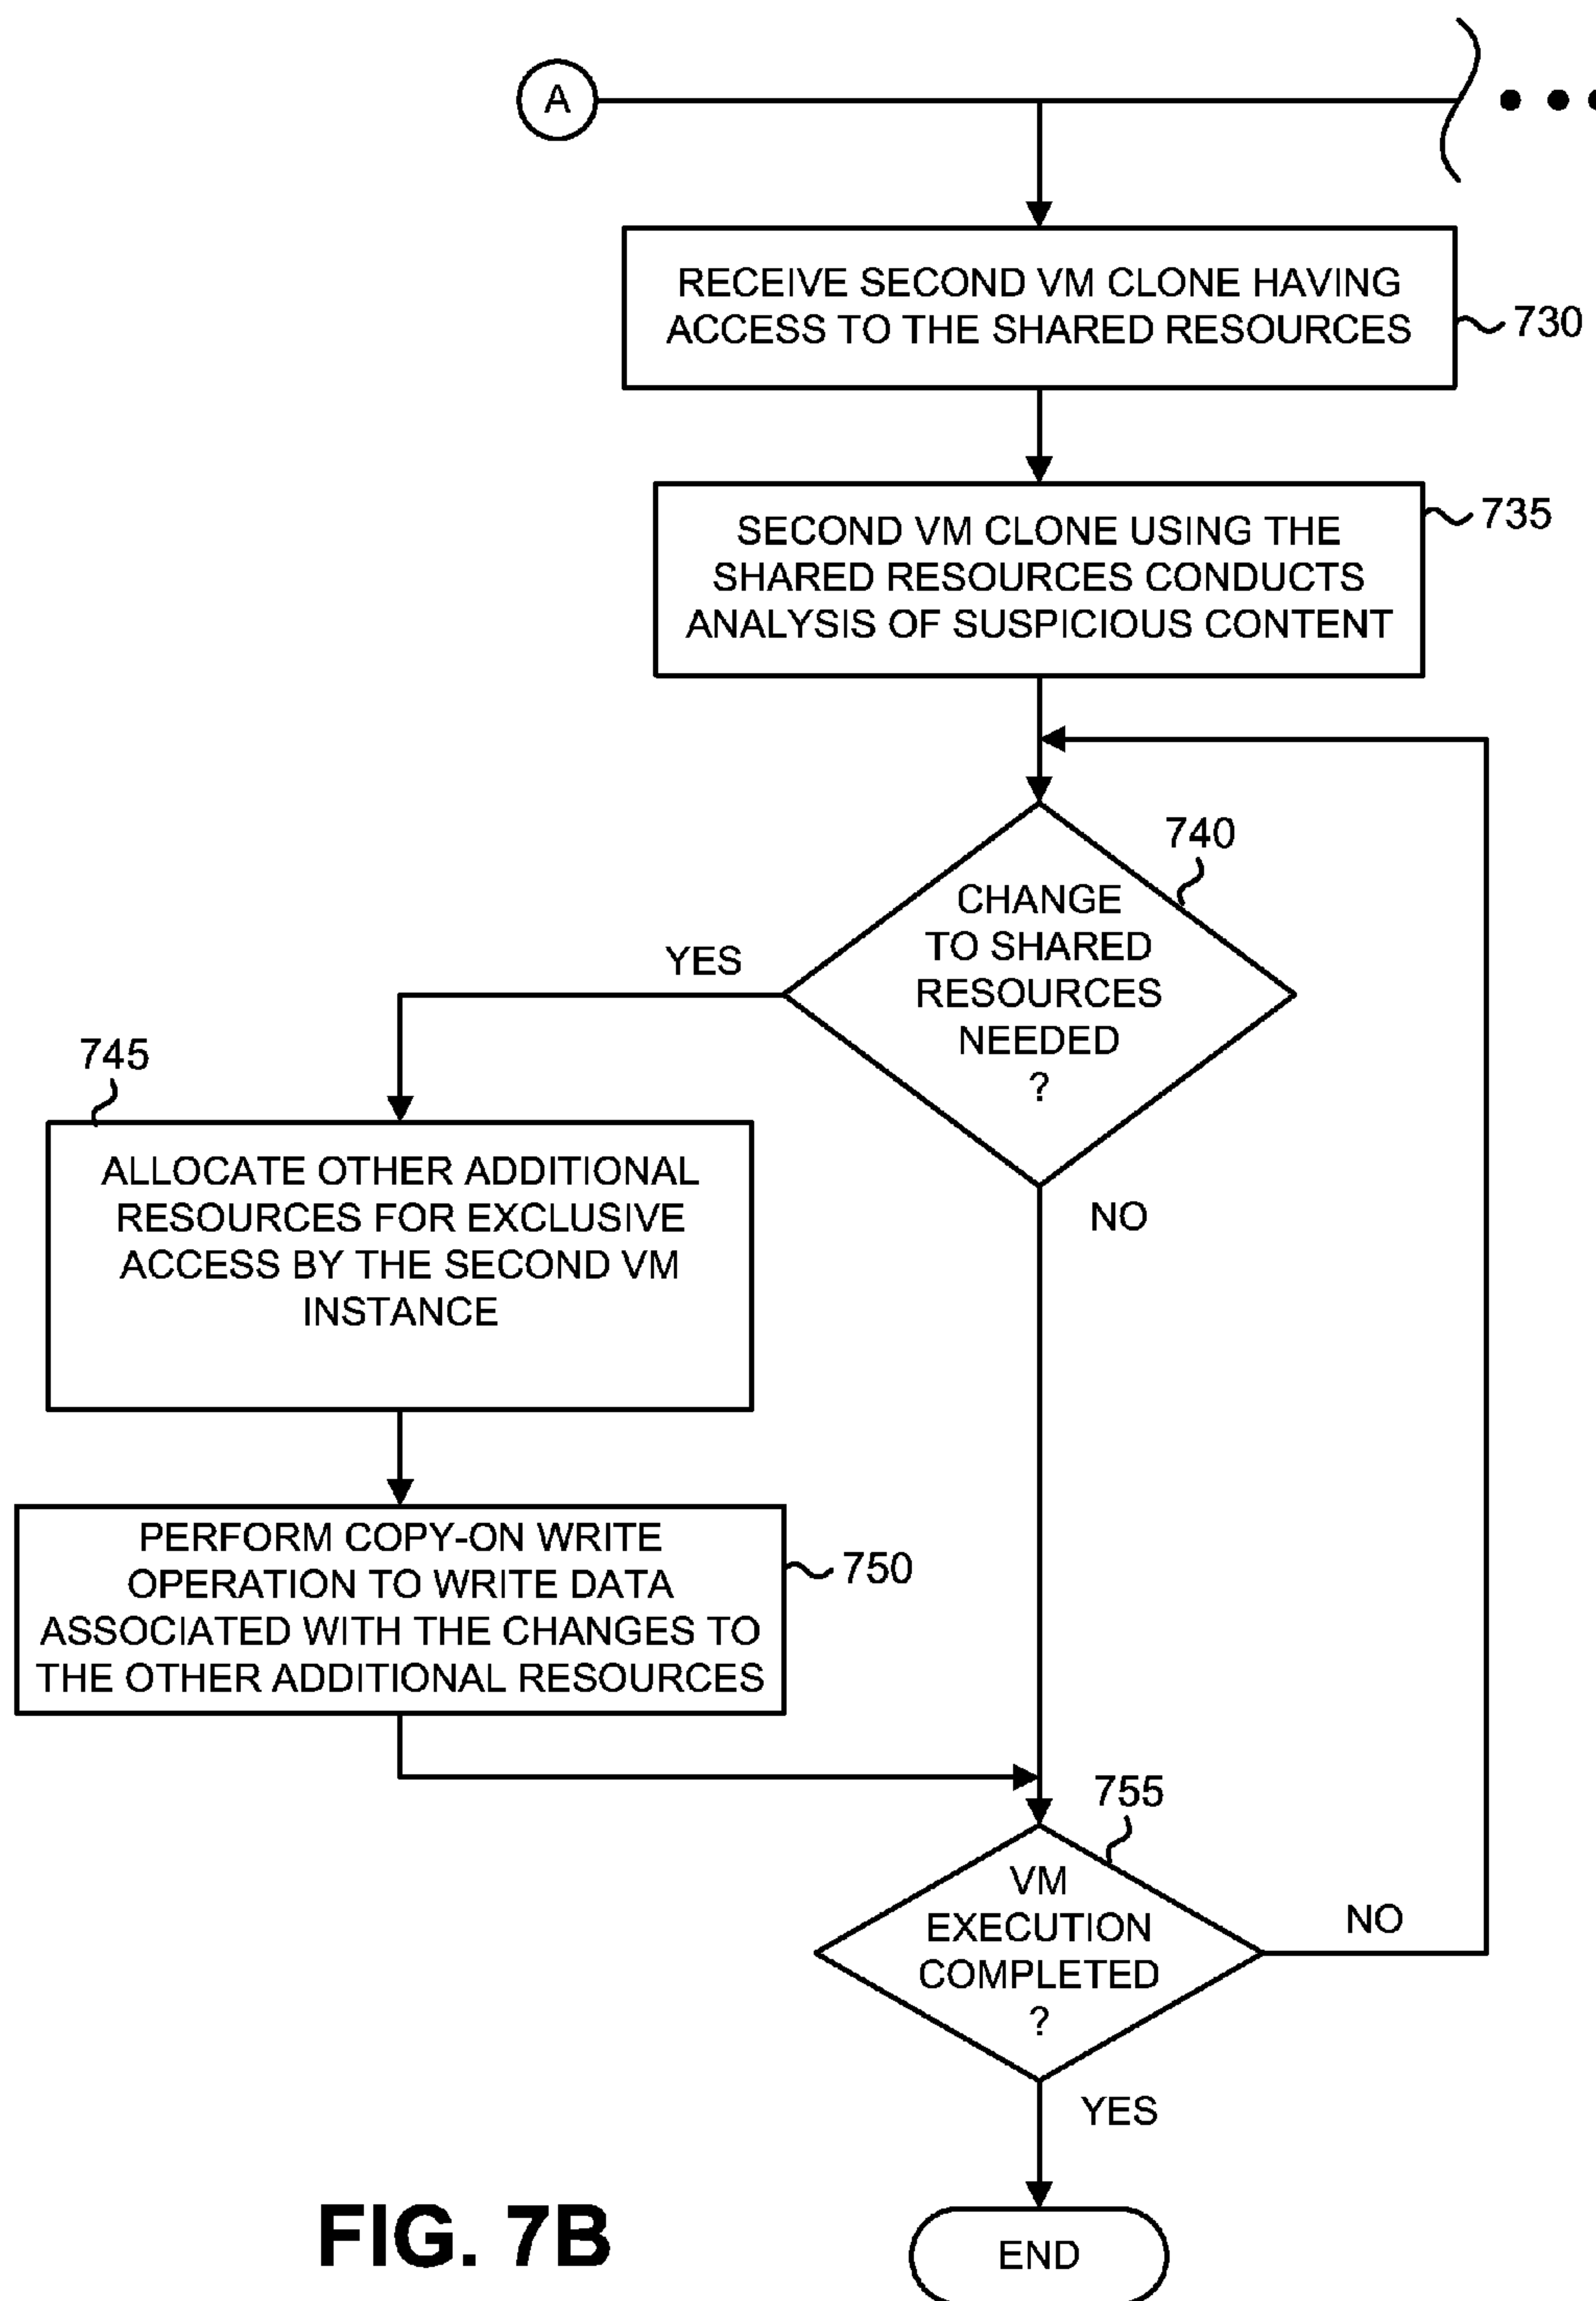 A
RECEIVE SECOND VM CLONE HAVING
ACCESS TO THE SHARED RESOURCES
730
SECOND VM CLONE USING THE
SHARED RESOURCES CONDUCTS
ANALYSIS OF SUSPICIOUS CONTENT
735
740
CHANGE
TO SHARED
RESOURCES
NEEDED
?
YES
NO
745
ALLOCATE OTHER ADDITIONAL
RESOURCES FOR EXCLUSIVE
ACCESS BY THE SECOND VM
INSTANCE
PERFORM COPY-ON WRITE
OPERATION TO WRITE DATA
ASSOCIATED WITH THE CHANGES TO
THE OTHER ADDITIONAL RESOURCES
750
755
VM
EXECUTION
COMPLETED
?
NO
YES
END
FIG. 7B